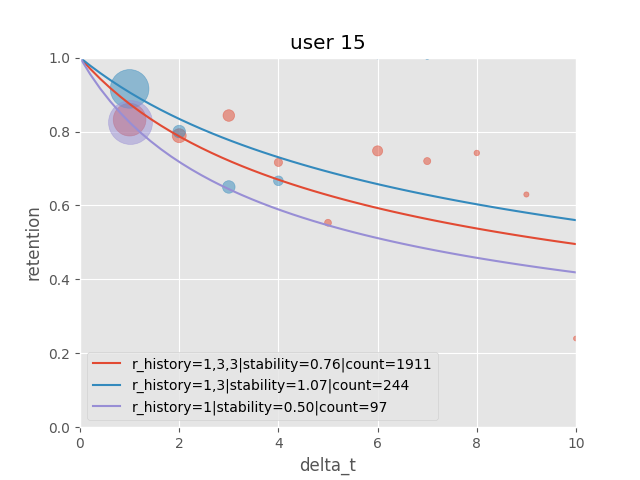 user 15
1.0
0.8
0.6
0.4
0.2
0.0
retention
r_history=1,3,3|stability=0.76|count=1911
r_history=1,3|stability=1.07|count=244
r_history=1|stability=0.50|count=97
0 2 4 6 8 10
delta_t